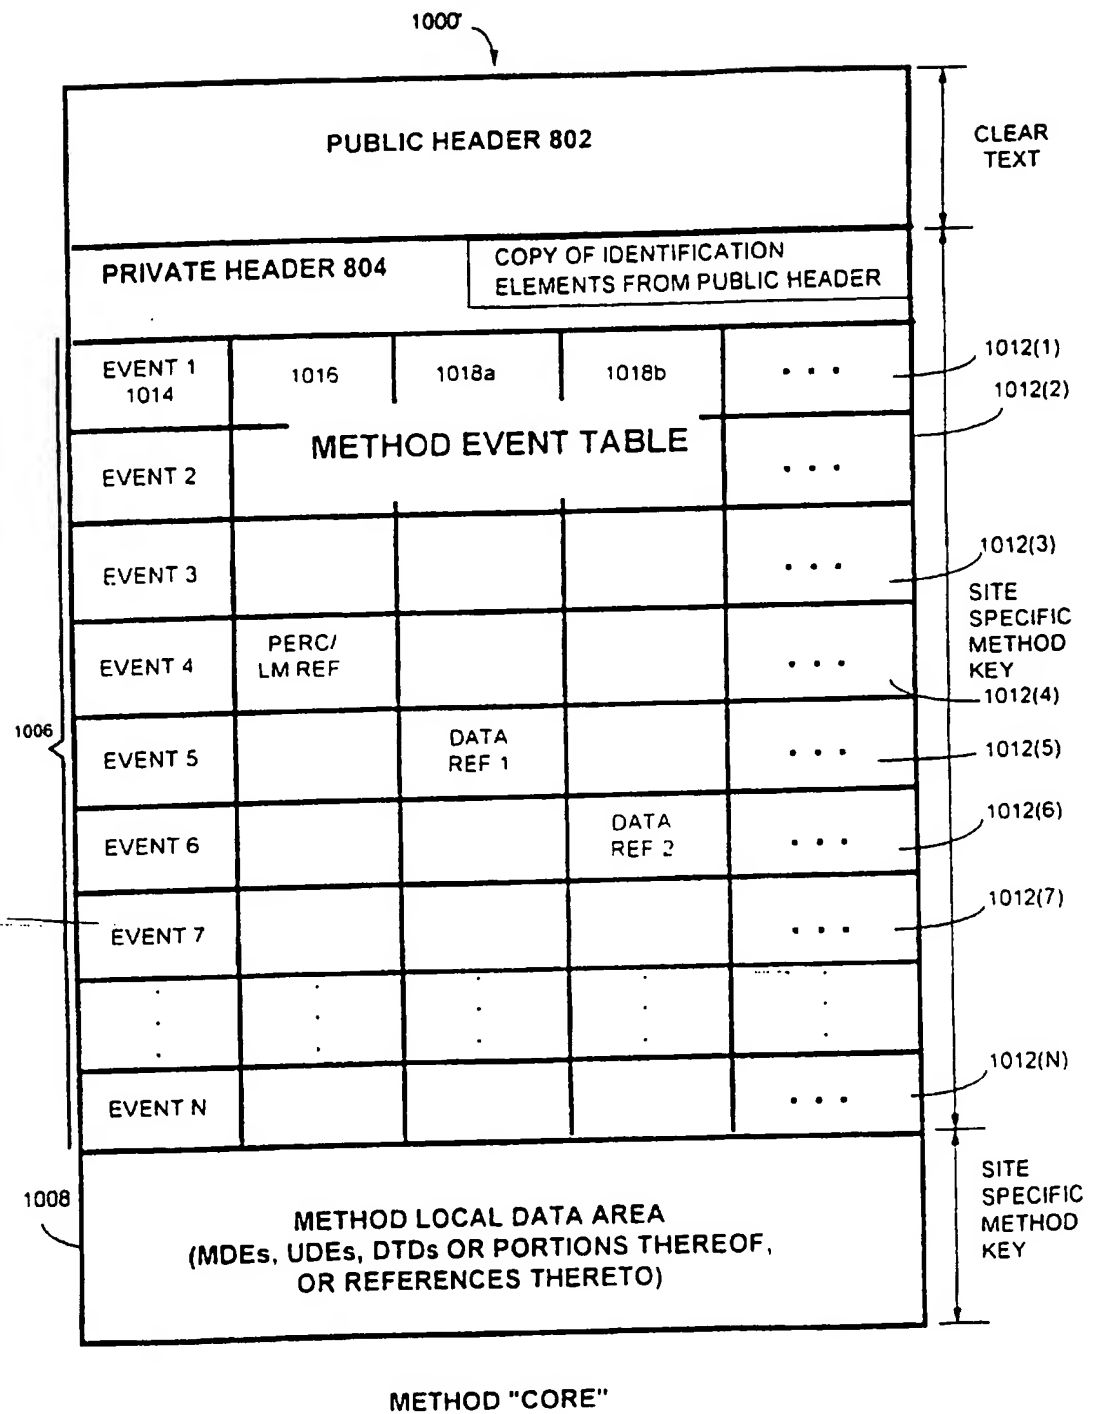 1000
PUBLIC HEADER 802
CLEAR
TEXT
PRIVATE HEADER 804
COPY OF IDENTIFICATION
ELEMENTS FROM PUBLIC HEADER
EVENT 1
1014
1016
1018a
1018b
• • •
1012(1)
1012(2)
METHOD EVENT TABLE
EVENT 2
• • •
EVENT 3
• • •
1012(3)
SITE
SPECIFIC
METHOD
KEY
EVENT 4
PERC/
LM REF
• • •
1012(4)
1006
EVENT 5
DATA
REF 1
• • •
1012(5)
EVENT 6
DATA
REF 2
• • •
1012(6)
EVENT 7
• • •
1012(7)
EVENT N
• • •
1012(N)
1008
METHOD LOCAL DATA AREA
(MDEs, UDEs, DTDs OR PORTIONS THEREOF,
OR REFERENCES THERETO)
SITE
SPECIFIC
METHOD
KEY
METHOD "CORE"